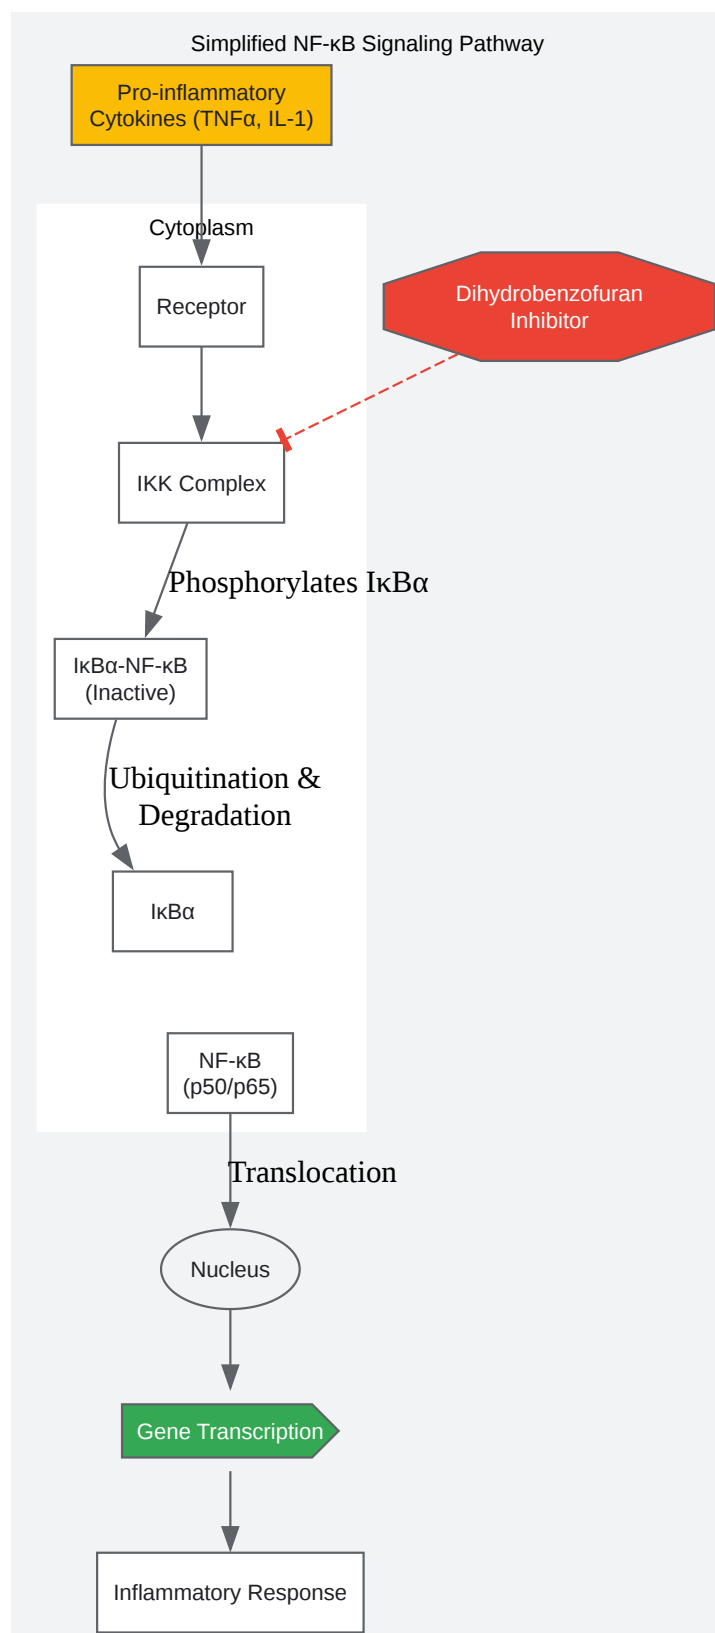 Simplified NF-κB Signaling Pathway
Pro-inflammatory
Cytokines (TNFα, IL-1)
Cytoplasm
Receptor
Dihydrobenzofuran
Inhibitor
IKK Complex
Phosphorylates IκBα
IκBα-NF-κB
(Inactive)
Ubiquitination &
Degradation
IκBα
NF-κB
(p50/p65)
Translocation
Nucleus
Gene Transcription
Inflammatory Response